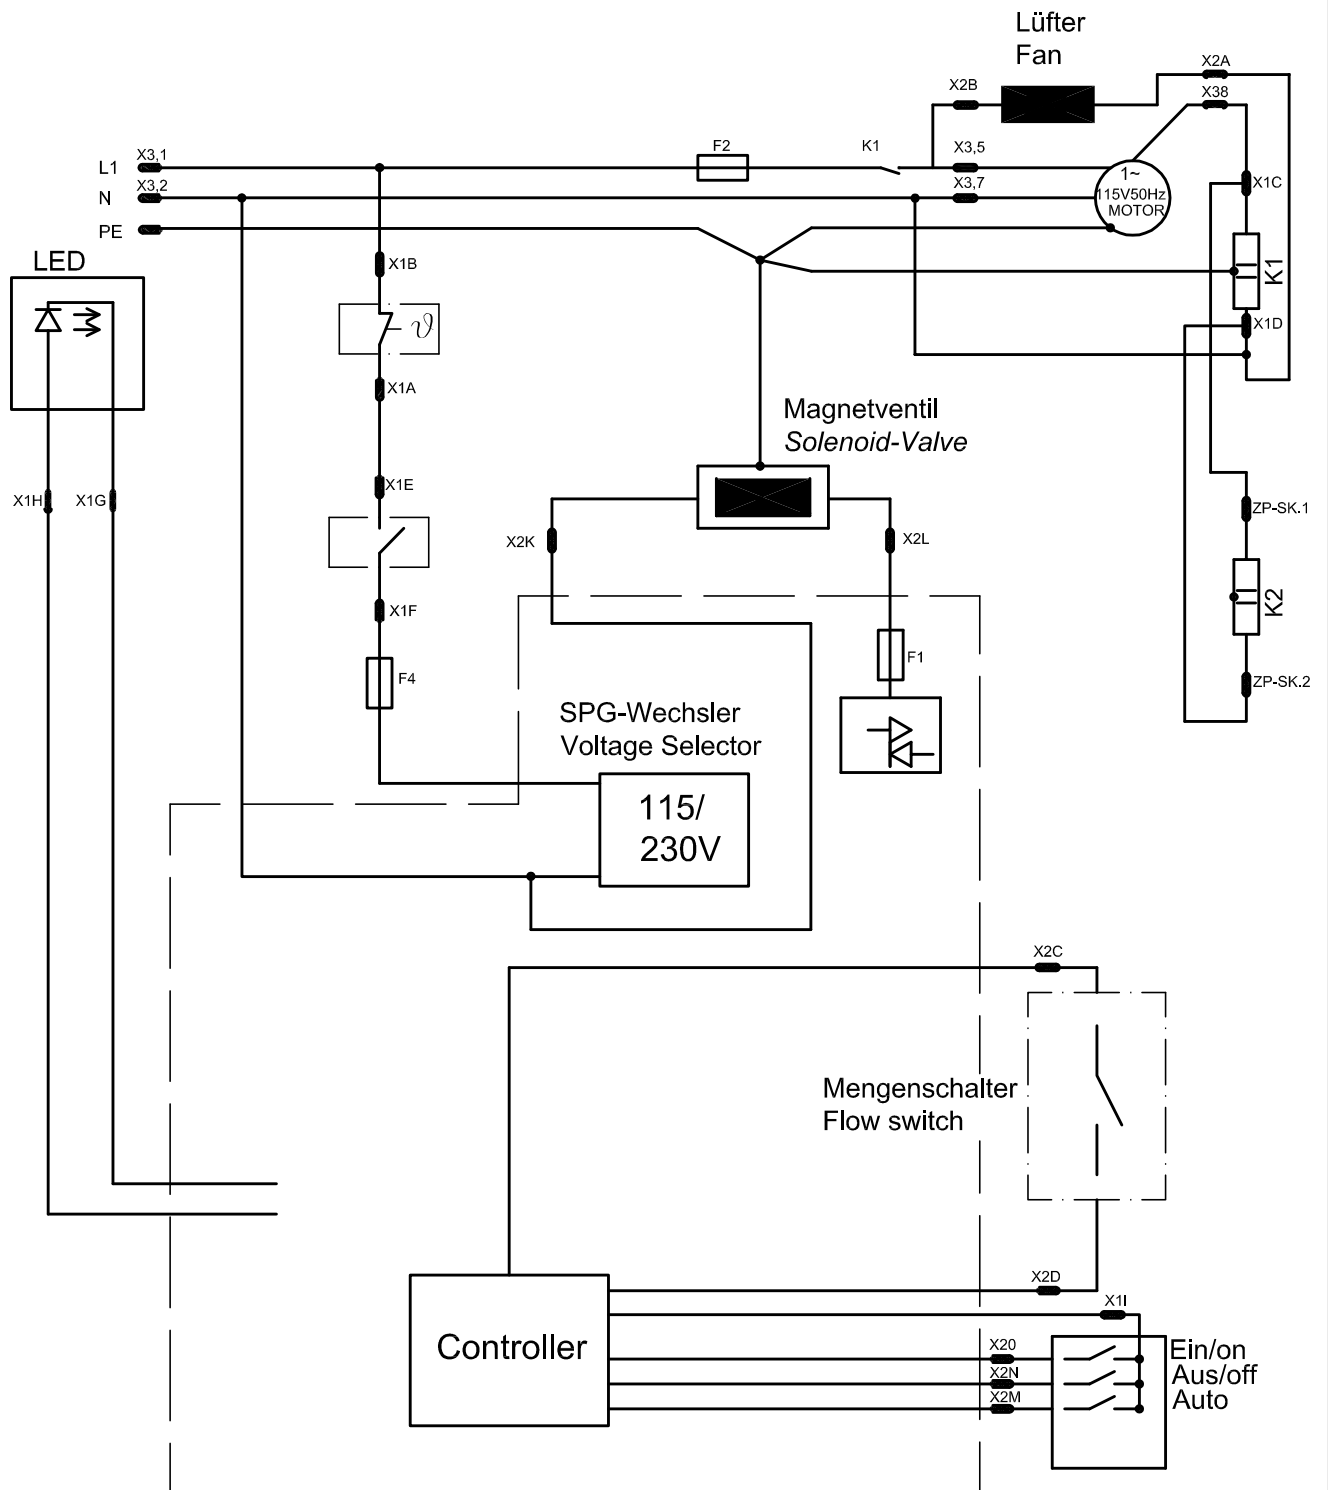 Lüfter
Fan
X2A
X2B
X38
X3,1
F2
K1
X3,5
L1
X3,2
X3,7
1~
N
115V50Hz
X1C
MOTOR
PE
LED
X1B
K1
ϑ
X1D
X1A
Magnetventil
Solenoid-Valve
X1E
X1H
X1G
ZP-SK.1
X2K
X2L
X1F
K2
F4
F1
ZP-SK.2
SPG-Wechsler
Voltage Selector
115/
230V
X2C
Mengenschalter
Flow switch
X2D
X1I
Controller
X20
Ein/on
X2N
Aus/off
X2M
Auto